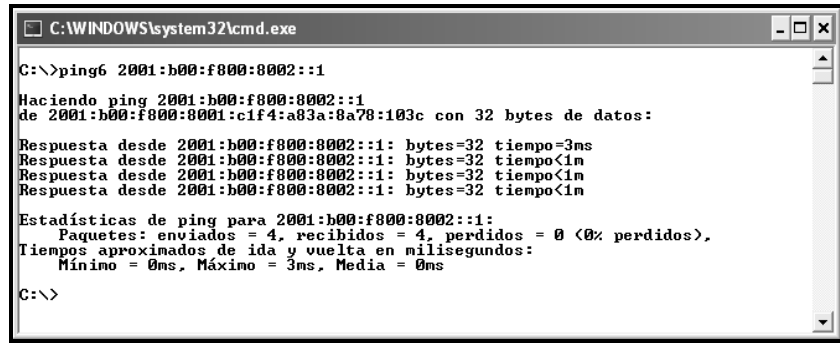 C:\WINDOWS\system32\cmd.exe
C:\>ping6 2001:b00:f800:8002::1
Haciendo ping 2001:b00:f800:8002::1
de 2001:b00:f800:8001:c1f4:a83a:8a78:103c con 32 bytes de datos:
Respuesta desde 2001:b00:f800:8002::1: bytes=32 tiempo=3ms
Respuesta desde 2001:b00:f800:8002::1: bytes=32 tiempo<1m
Respuesta desde 2001:b00:f800:8002::1: bytes=32 tiempo<1m
Respuesta desde 2001:b00:f800:8002::1: bytes=32 tiempo<1m
Estadísticas de ping para 2001:b00:f800:8002::1:
Paquetes: enviados = 4, recibidos = 4, perdidos = 0 (0% perdidos),
Tiempos aproximados de ida y vuelta en milisegundos:
Mínimo = 0ms, Máximo = 3ms, Media = 0ms
C:\>